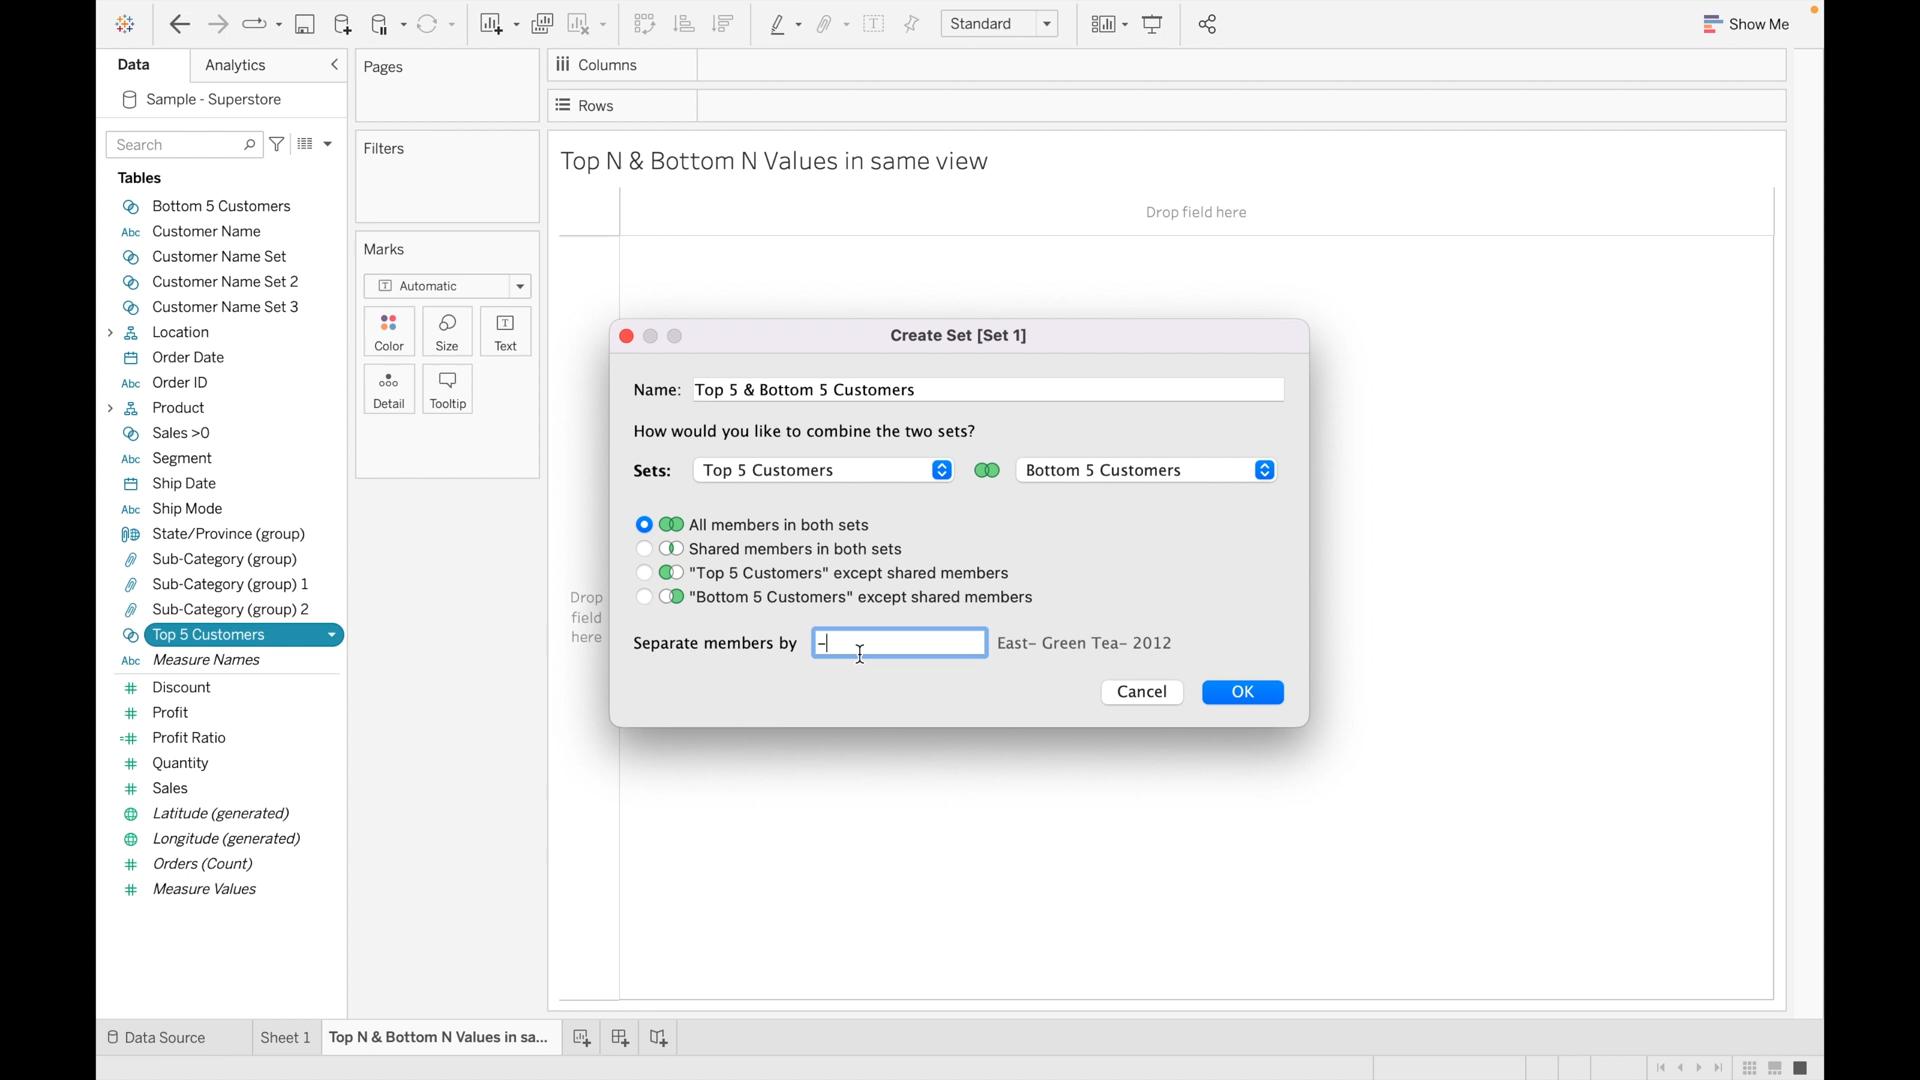 Standard
Show Me
Data
Analytics
Pages
Columns
Sample - Superstore
Rows
Search
Filters
Top N & Bottom N Values in same view
Tables
Bottom 5 Customers
Customer Name
Customer Name Set
Customer Name Set 2
Customer Name Set 3
Location
Order Date
Order ID
Product
Sales >0
Segment
Ship Date
Ship Mode
State/Province (group)
Sub-Category (group)
Sub-Category (group) 1
Sub-Category (group) 2
Top 5 Customers
Measure Names
Discount
Profit
Profit Ratio
Quantity
Sales
Latitude (generated)
Longitude (generated)
Orders (Count)
Measure Values
Marks
Automatic
Color
Size
Text
Detail
Tooltip
Drop field here
Drop
field
here
Create Set [Set 1]
Name: Top 5 & Bottom 5 Customers
How would you like to combine the two sets?
Sets: Top 5 Customers Bottom 5 Customers
All members in both sets
Shared members in both sets
"Top 5 Customers" except shared members
"Bottom 5 Customers" except shared members
Separate members by - East- Green Tea- 2012
Cancel
OK
Data Source
Sheet 1
Top N & Bottom N Values in sa...